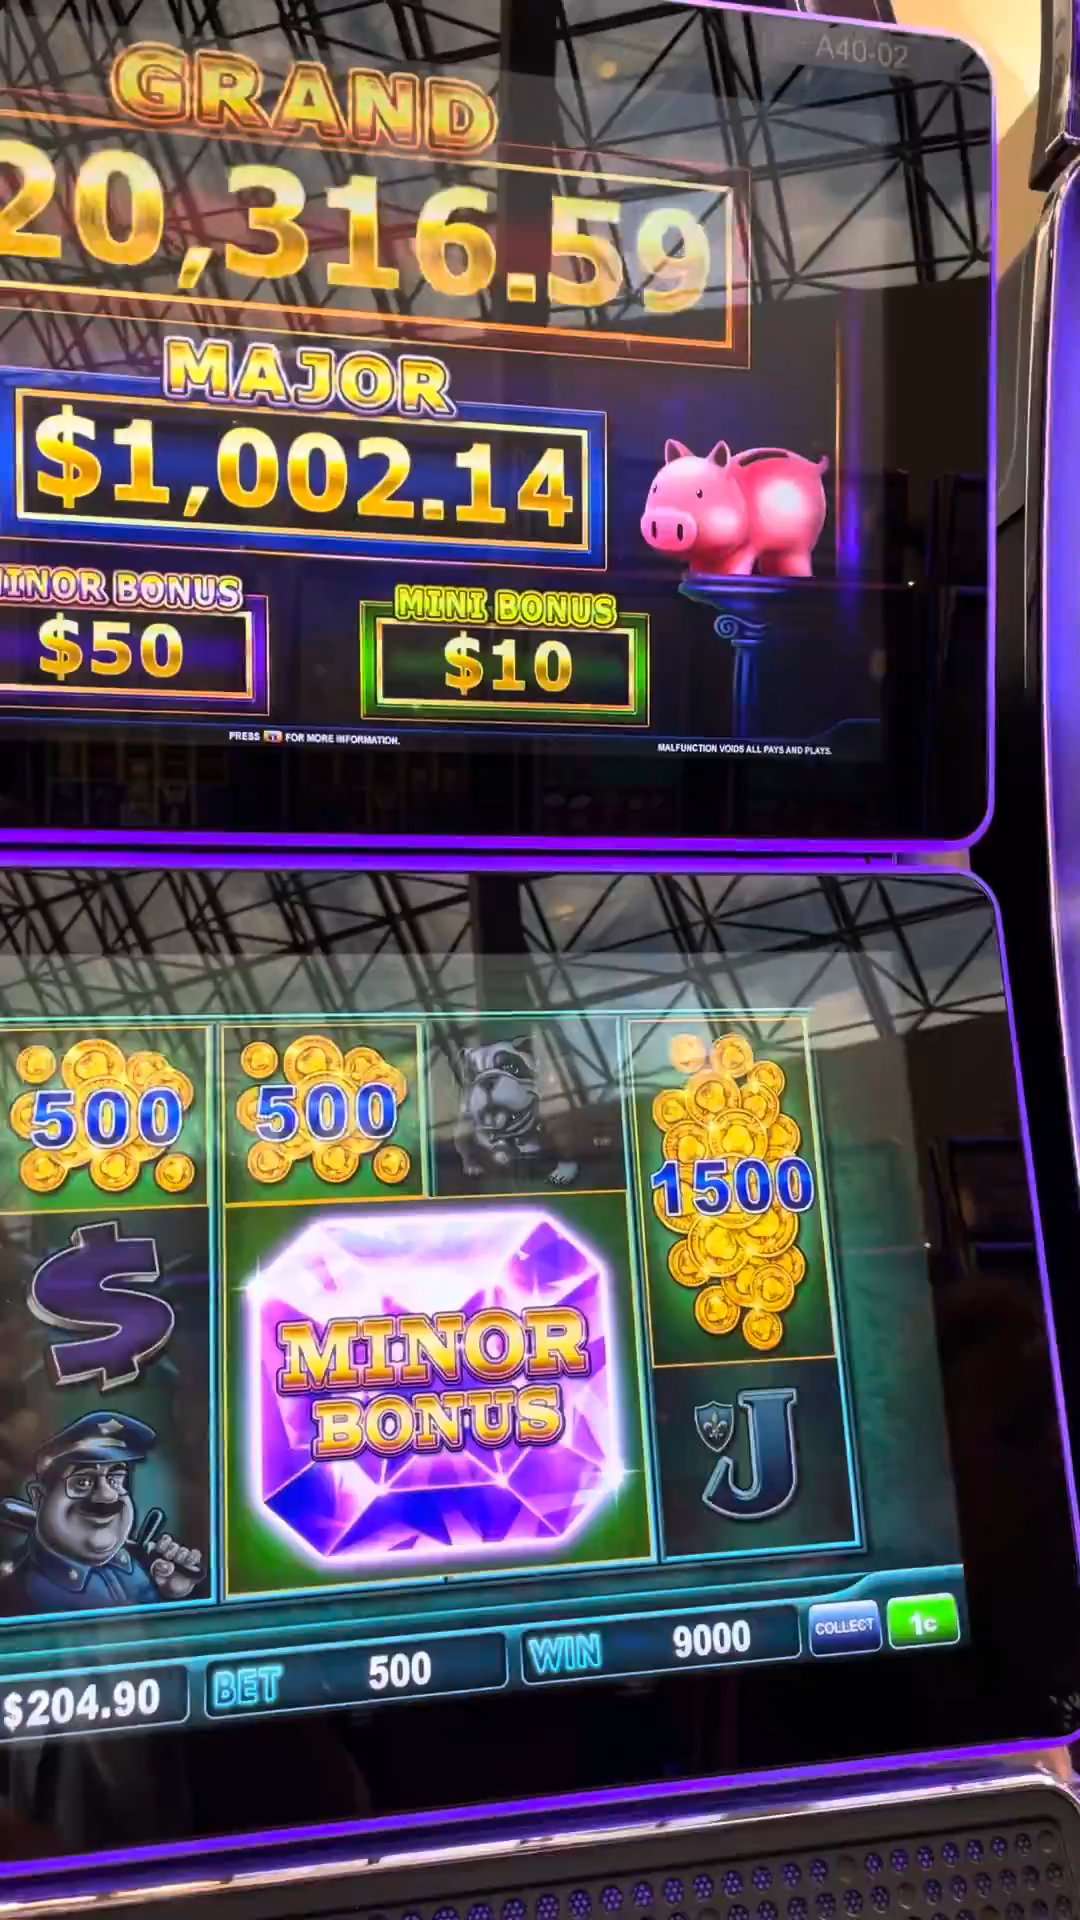 A40-02
GRAND
20,316.59
MAJOR
$1,002.14
INOR BONUS
MINI BONUS
$50
$10
PRESS FOR MORE INFORMATION.
MALFUNCTION VOIDS ALL PAYS AND PLAYS.
500
500
1500
$
MINOR
BONUS
J
$204.90
BET 500
WIN 9000
COLLECT
1¢